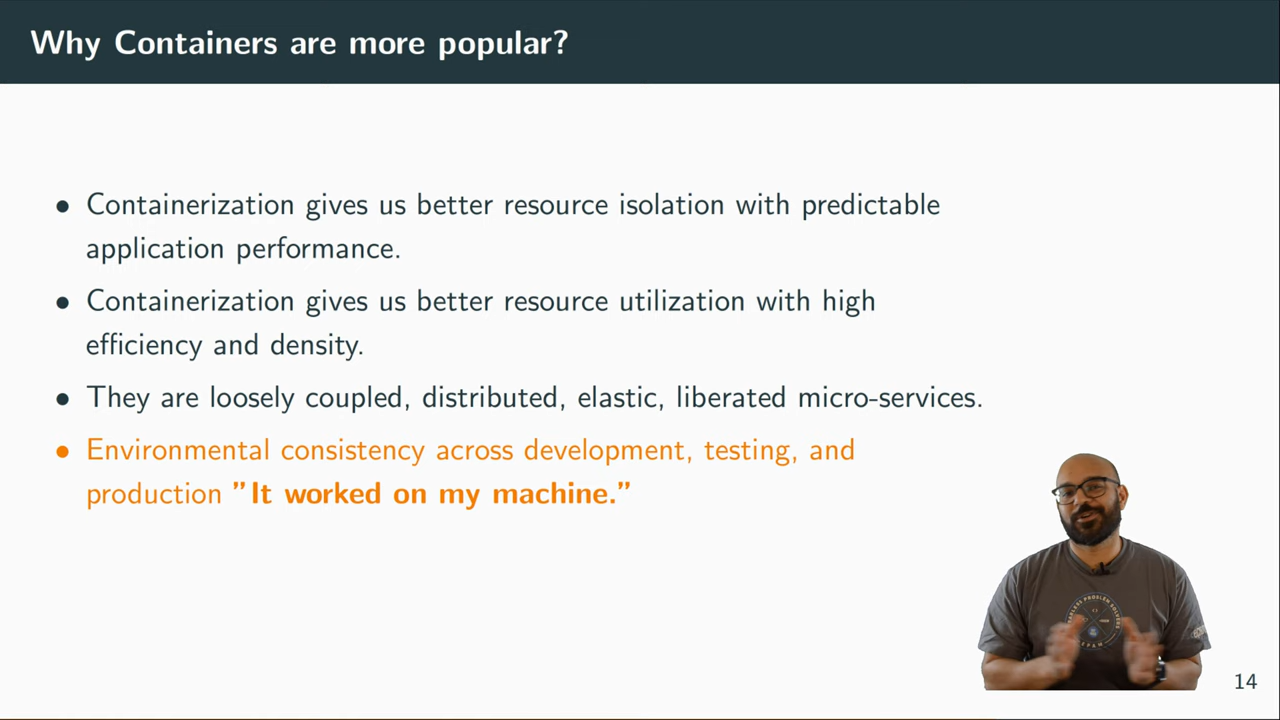 Why Containers are more popular?
• Containerization gives us better resource isolation with predictable
application performance.
• Containerization gives us better resource utilization with high
efficiency and density.
• They are loosely coupled, distributed, elastic, liberated micro-services.
• Environmental consistency across development, testing, and
production "It worked on my machine."
14